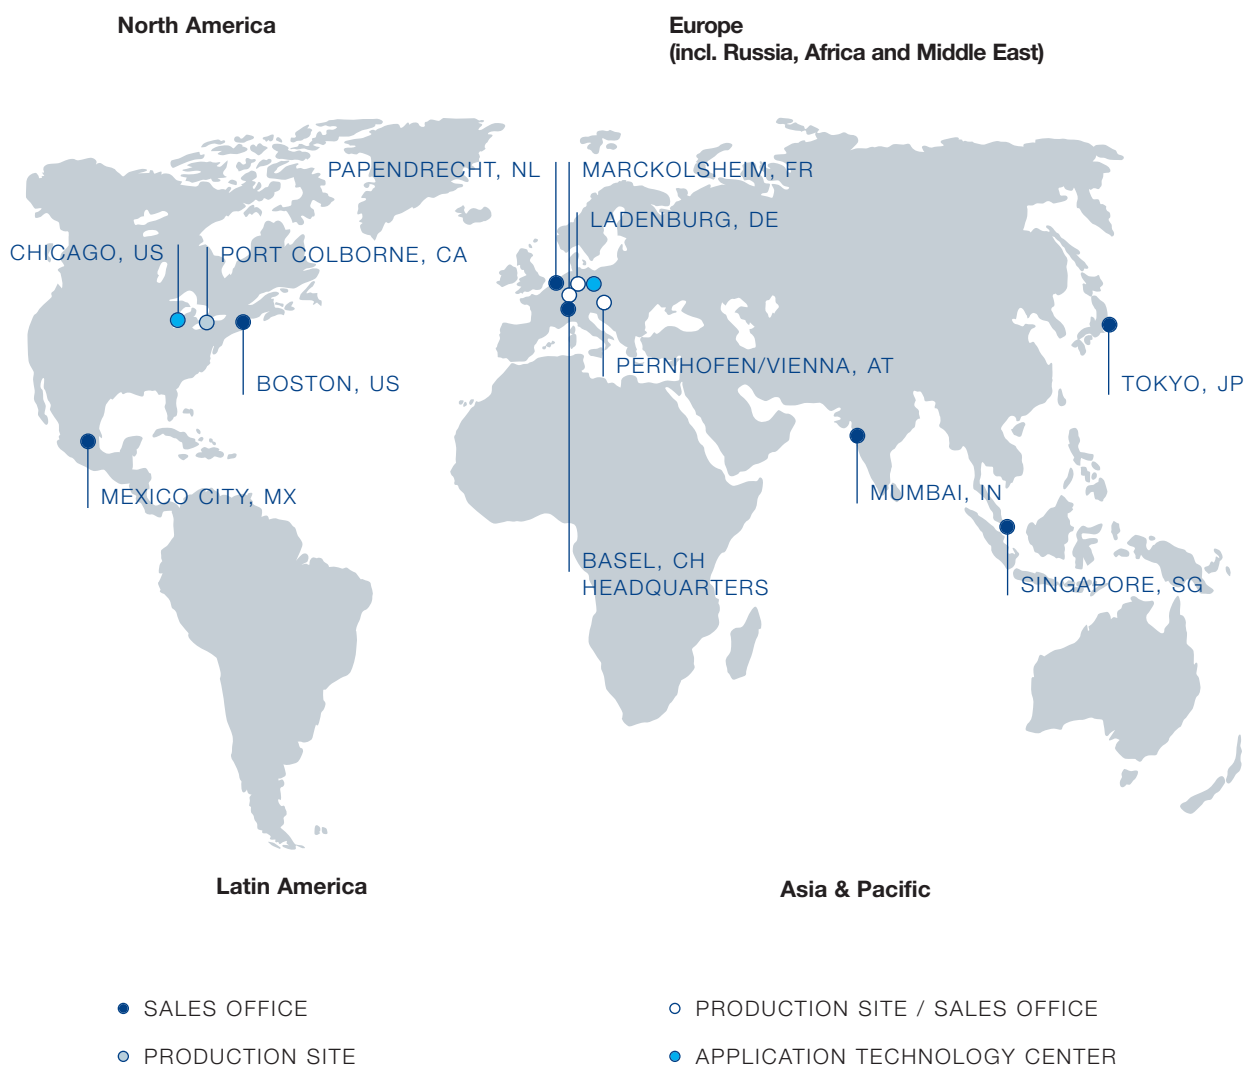 North America
Europe
(incl. Russia, Africa and Middle East)
PAPENDRECHT, NL
MARCKOLSHEIM, FR
LADENBURG, DE
CHICAGO, US
PORT COLBORNE, CA
PERNHOFEN/VIENNA, AT
BOSTON, US
TOKYO, JP
MEXICO CITY, MX
MUMBAI, IN
BASEL, CH
HEADQUARTERS
SINGAPORE, SG
Latin America
Asia & Pacific
SALES OFFICE
PRODUCTION SITE / SALES OFFICE
PRODUCTION SITE
APPLICATION TECHNOLOGY CENTER